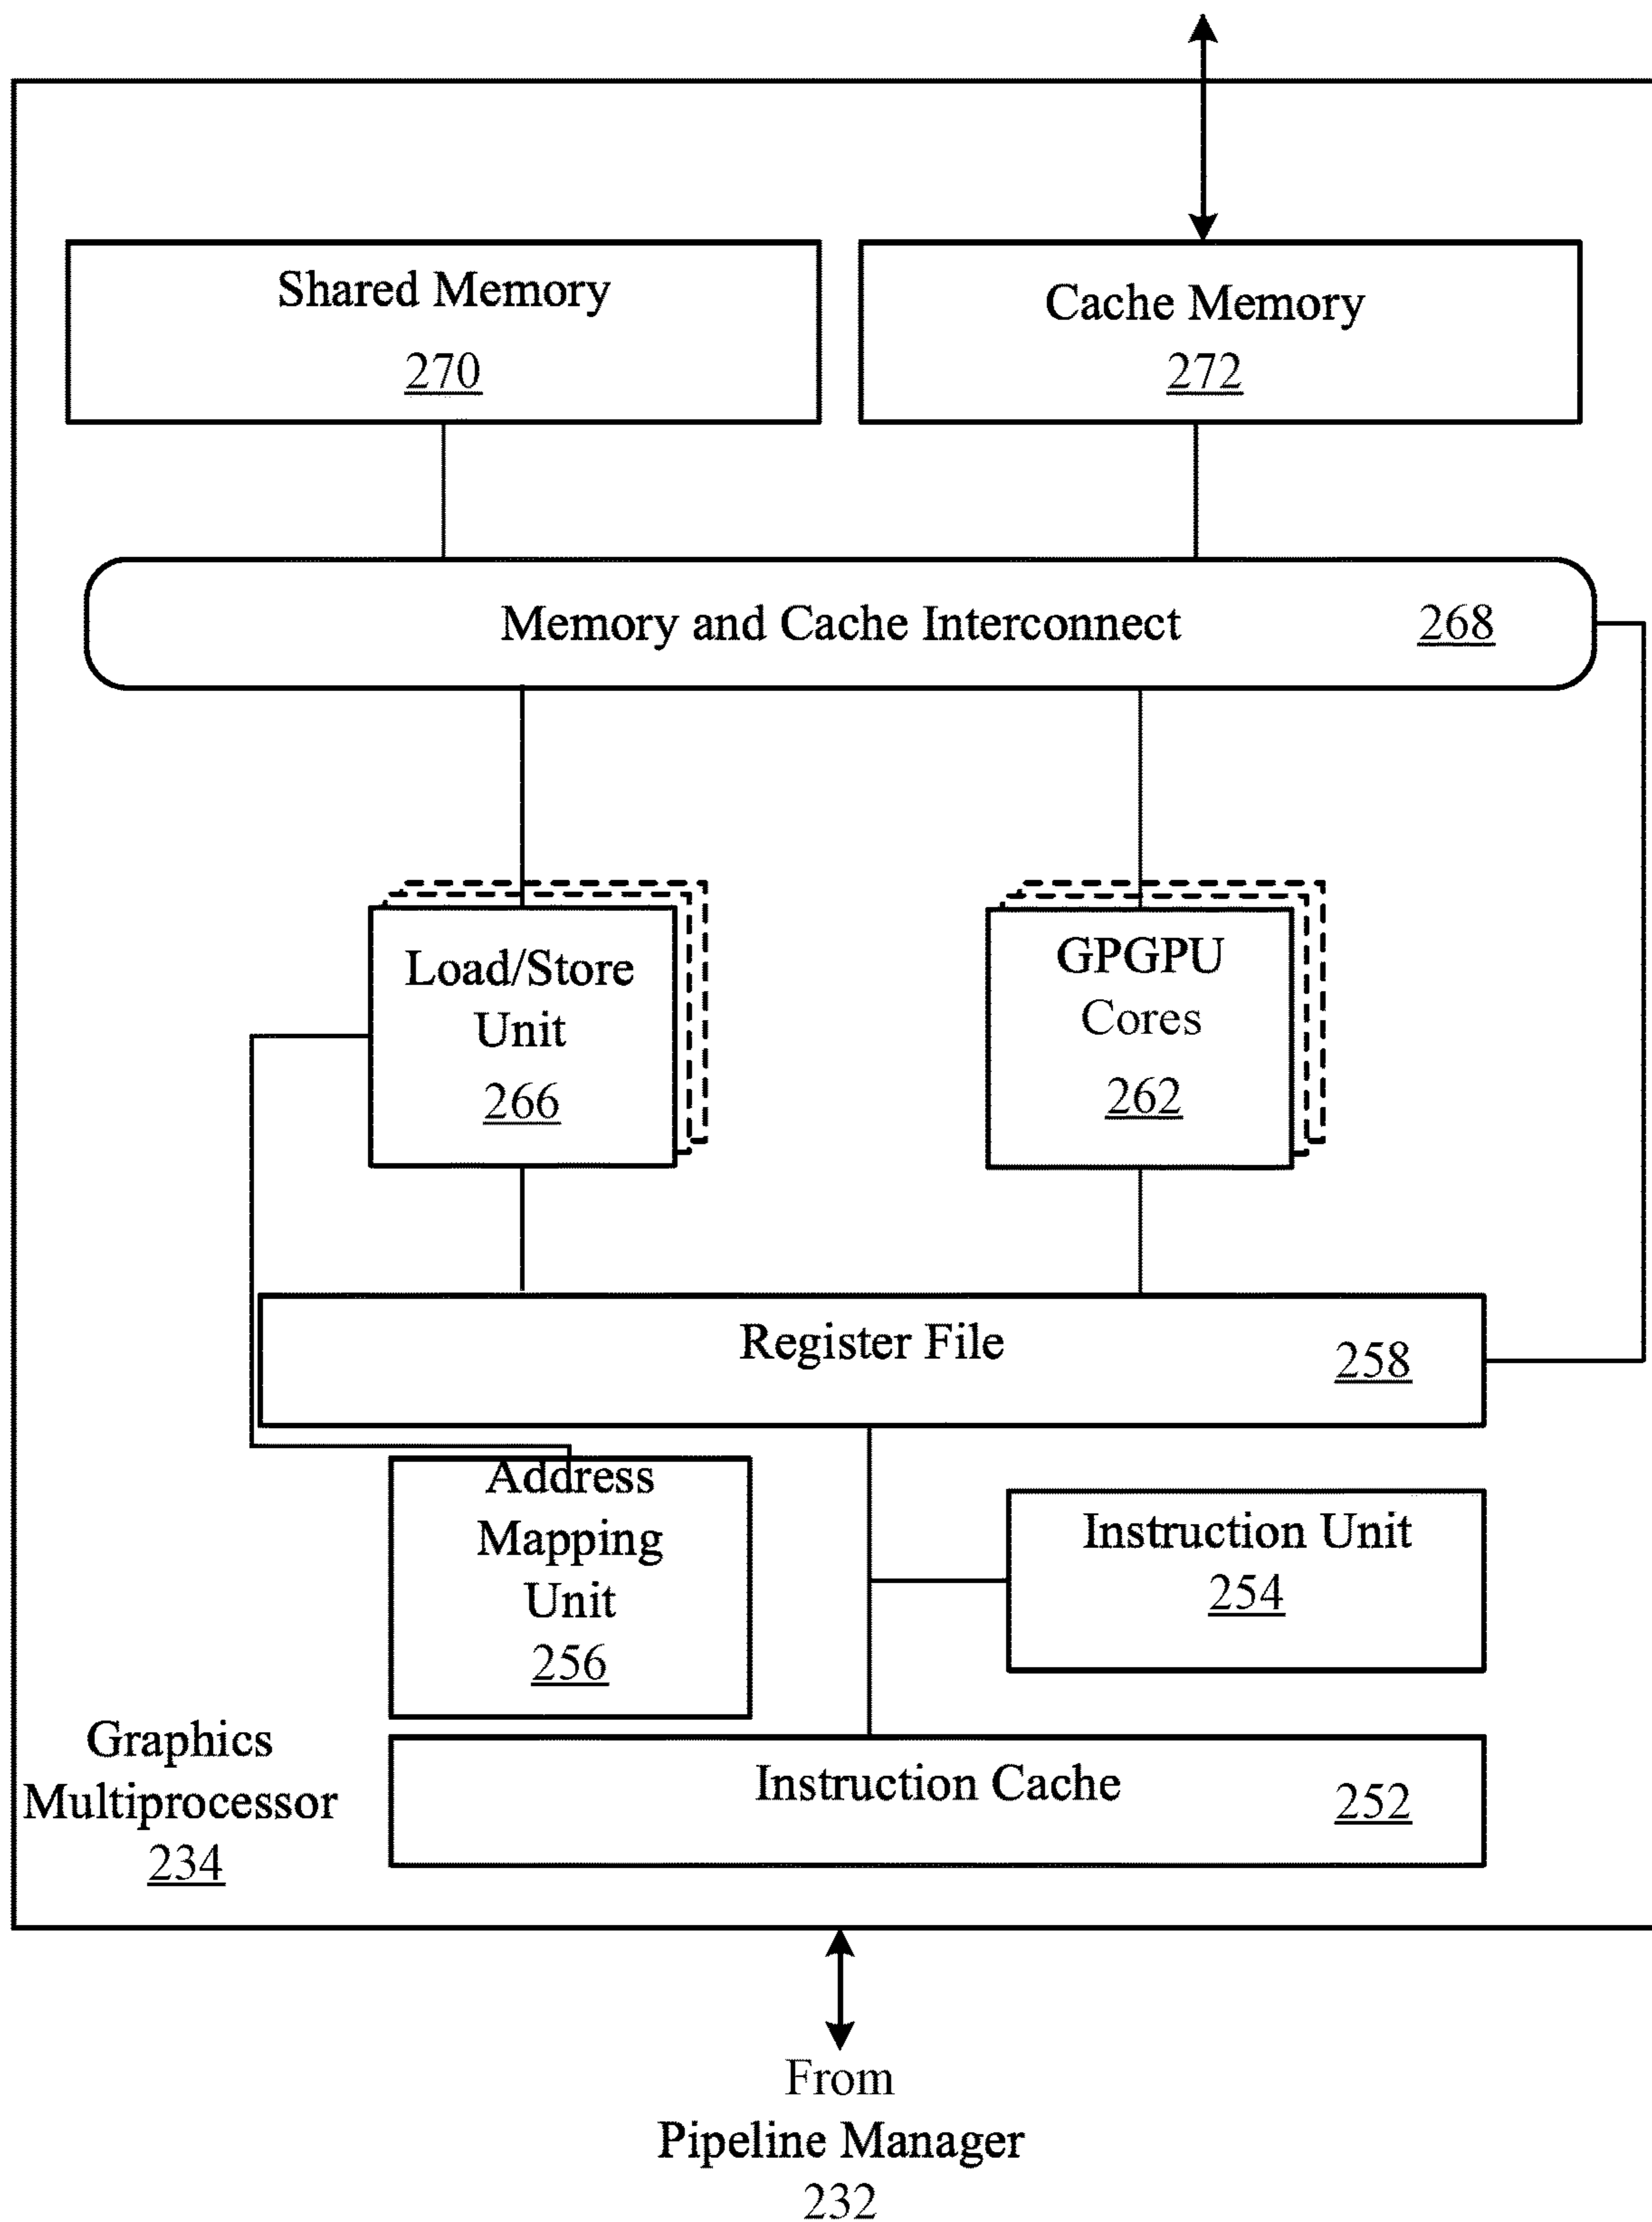 Shared Memory
270
Cache Memory
272
Memory and Cache Interconnect 268
Load/Store
Unit
266
GPGPU
Cores
262
Register File 258
Address
Mapping
Unit
256
Instruction Unit
254
Graphics
Multiprocessor
234
Instruction Cache 252
From
Pipeline Manager
232